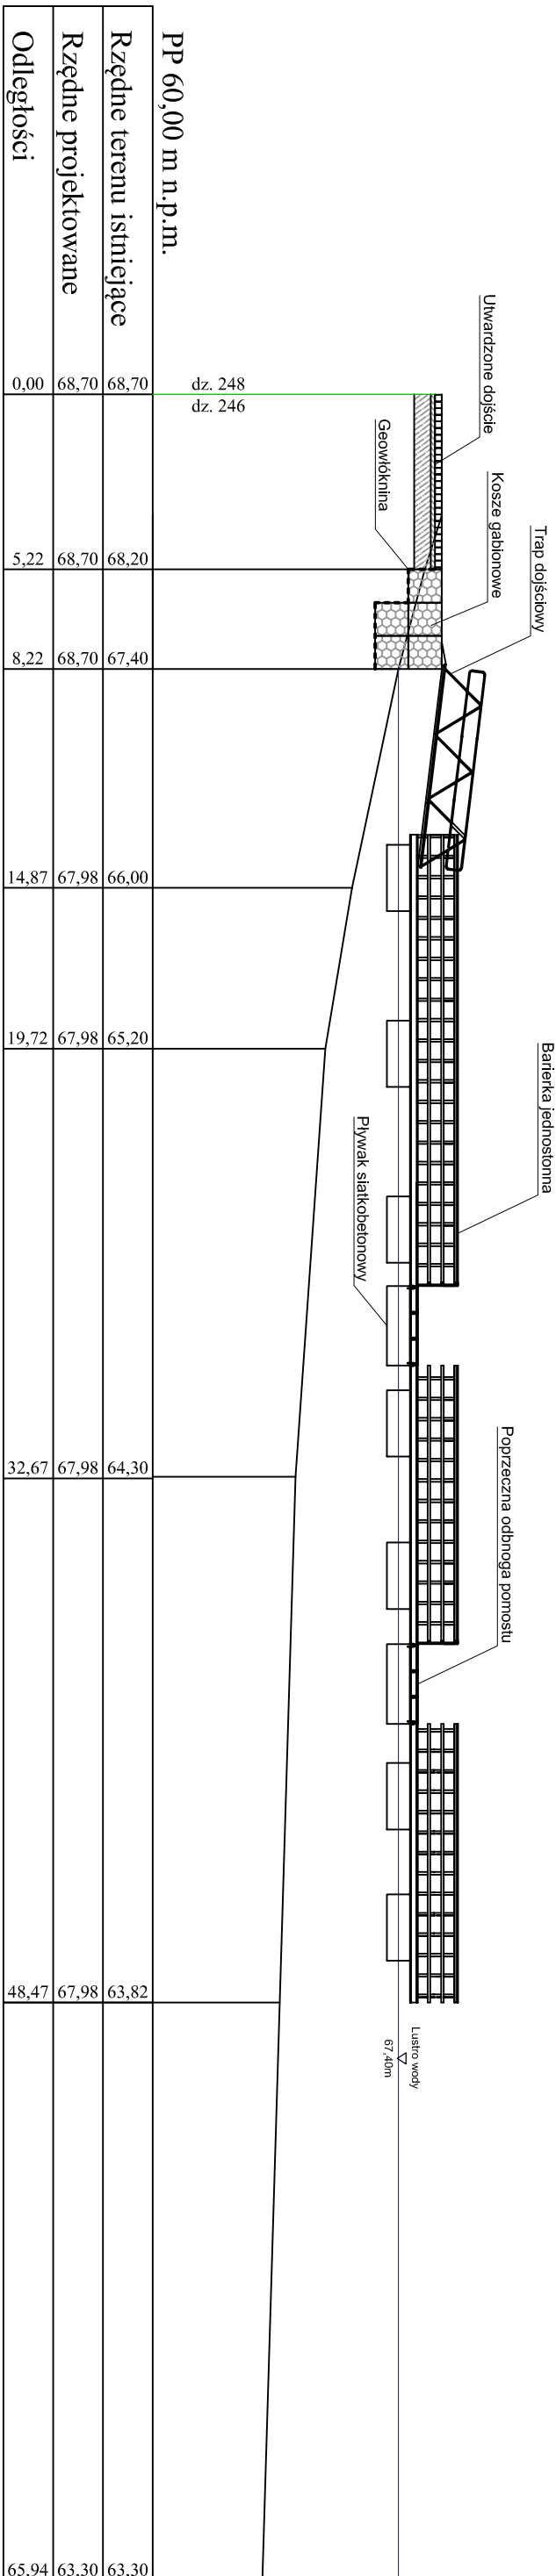 Utwardzone dojście
Kosze gabionowe
Trap dojściowy
Barierka jednostonna
Poprzeczna odbnoga pomostu
Geowłóknina
Pływak siatkobetonowy
Lustro wody
67,40m
dz. 248
dz. 246
PP 60,00 m n.p.m.
Rzędne terenu istniejące 68,70 68,20 67,40 66,00 65,20 64,30 63,82 63,30
Rzędne projektowane 68,70 68,70 68,70 67,98 67,98 67,98 67,98 63,30
Odległości 0,00 5,22 8,22 14,87 19,72 32,67 48,47 65,94